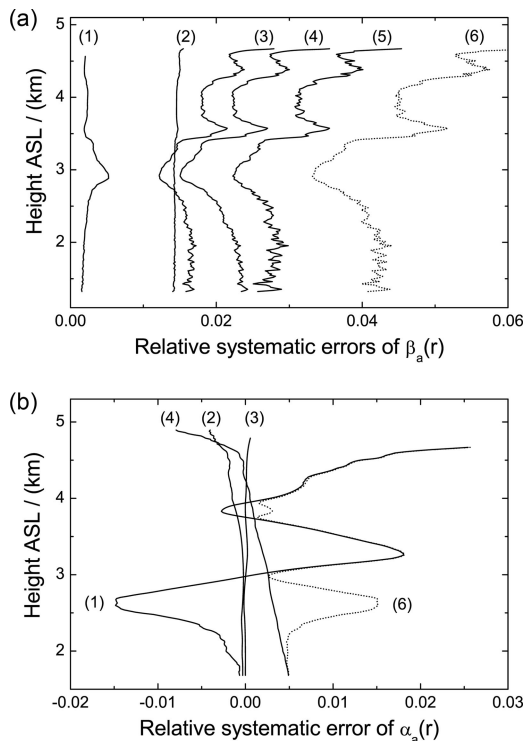 (a)
(1) (2) (3) (4) (5) (6)
5
4
3
2
Height ASL / (km)
0.00 0.02 0.04 0.06
Relative systematic errors of βa(r)
(b)
(4) (2) (3)
5
4
3
2
(1) (6)
Height ASL / (km)
-0.02 -0.01 0.00 0.01 0.02 0.03
Relative systematic error of αa(r)